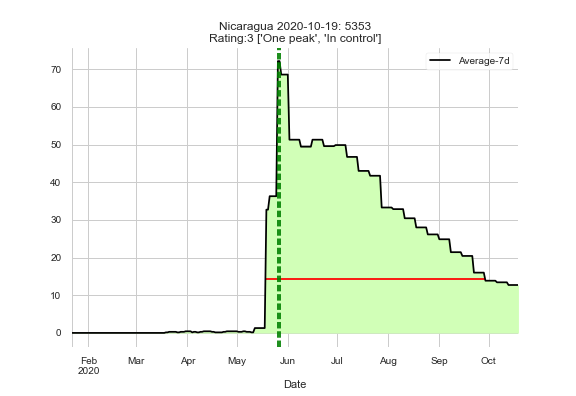 Nicaragua 2020-10-19: 5353
Rating:3 ['One peak', 'In control']
Average-7d
70
60
50
40
30
20
10
0
Feb Mar Apr May Jun Jul Aug Sep Oct
2020
Date